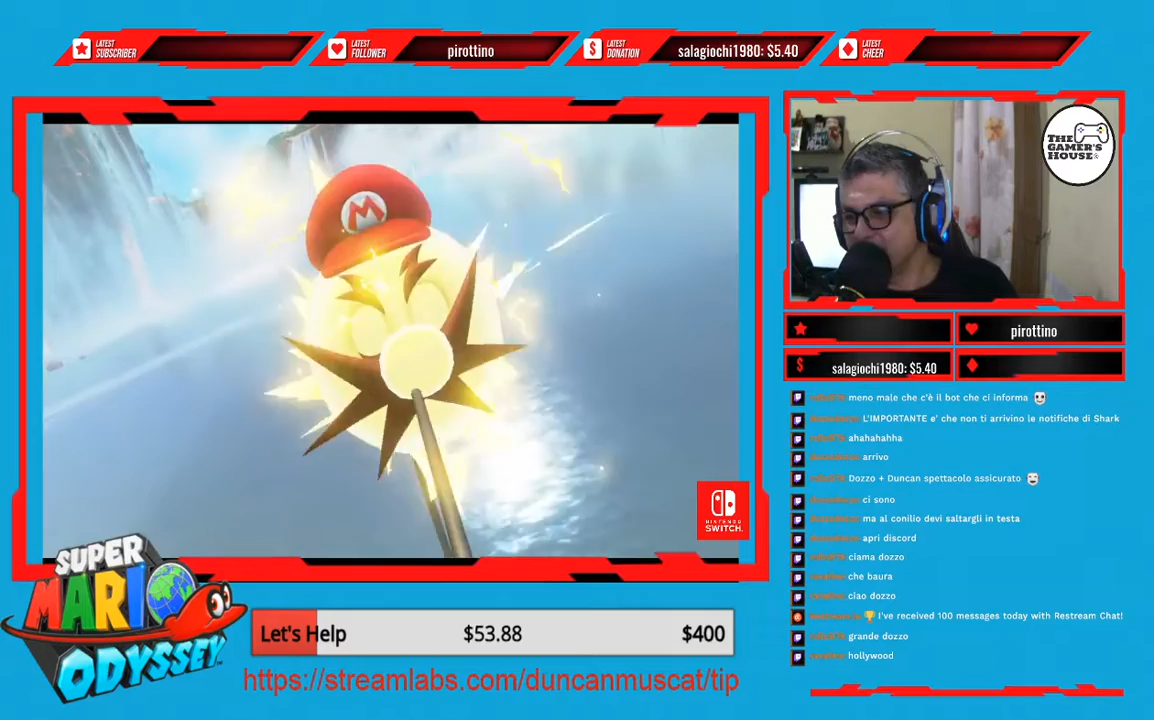 LATEST SUBSCRIBER
LATEST FOLLOWER
pirottino
LATEST DONATION
salagiochi1980: $5.40
LATEST CHEER
M
THE GAMER'S HOUSE®
NINTENDO SWITCH.
pirottino
salagiochi1980: $5.40
meno male che c'è il bot che ci informa
L'IMPORTANTE e' che non ti arrivino le notifiche di Shark
ahahahahha
arrivo
Dozzo + Duncan spettacolo assicurato
ci sono
ma al conilio devi saltargli in testa
apri discord
ciama dozzo
che baura
ciao dozzo
I've received 100 messages today with Restream Chat!
grande dozzo
hollywood
SUPER
MARIO
ODYSSEY
Let's Help $53.88 $400
https://streamlabs.com/duncanmuscat/tip